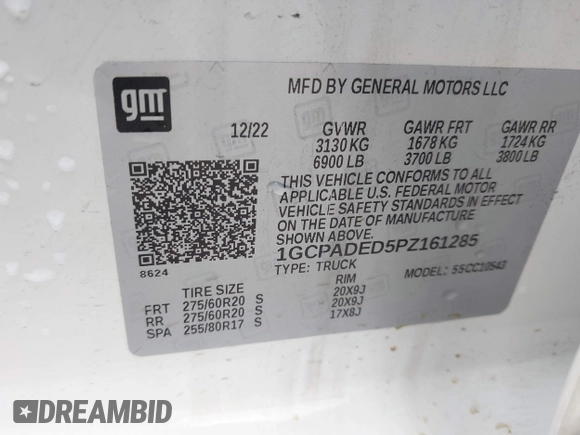 gm
MFD BY GENERAL MOTORS LLC
12/22 GVWR GAWR FRT GAWR RR
3130 KG 1678 KG 1724 KG
6900 LB 3700 LB 3800 LB
THIS VEHICLE CONFORMS TO ALL
APPLICABLE U.S. FEDERAL MOTOR
VEHICLE SAFETY STANDARDS IN EFFECT
ON THE DATE OF MANUFACTURE
SHOWN ABOVE.
8624
1GCPADED5PZ161285
TYPE: TRUCK MODEL: 5SCC10543
TIRE SIZE RIM
FRT 275/60R20 S 20X9J
RR 275/60R20 S 20X9J
SPA 255/80R17 S 17X8J
DREAMBID